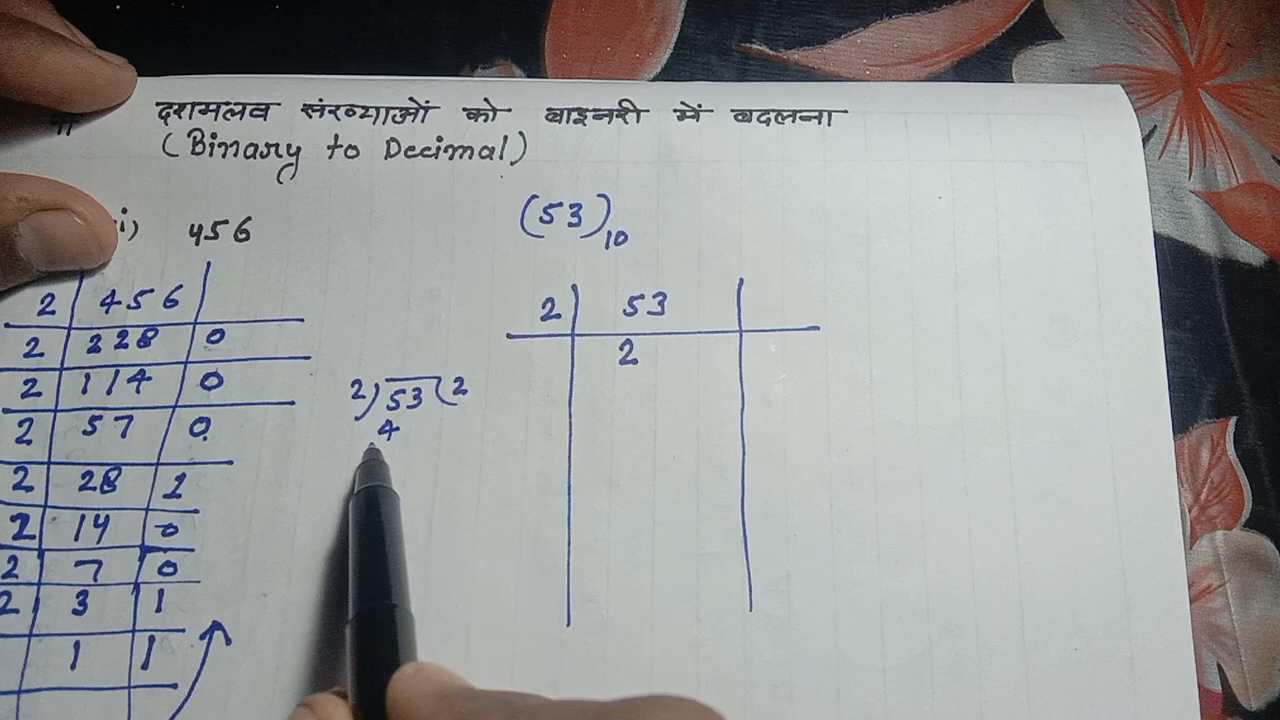 दशमलव संख्याओं को बाइनरी में बदलना
(Binary to Decimal)
i) 456
2 456
2 228 0
2 114 0
2 57 0
2 28 1
2 14 0
2 7 0
2 3 1
1 1
2) 53 (2
4
(53)10
2 53
2